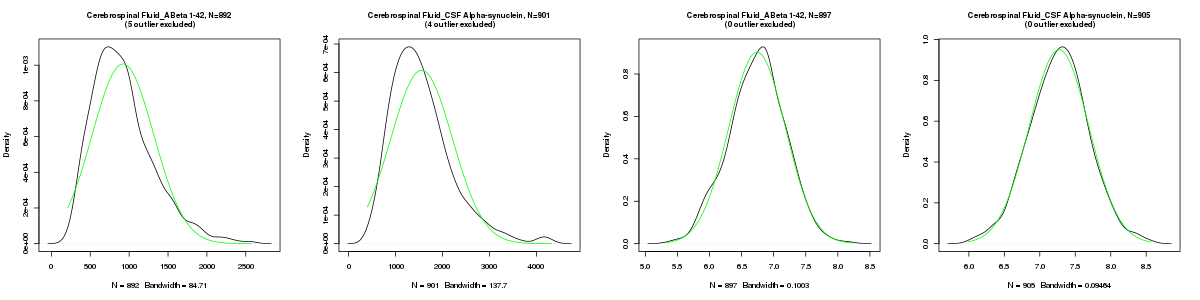 Cerebrospinal Fluid_ABeta 1-42, N=892
(5 outlier excluded)
Density
0e+00 2e-04 4e-04 6e-04 8e-04 1e-03
0 500 1000 1500 2000 2500
N = 892 Bandwidth = 84.71
Cerebrospinal Fluid_CSF Alpha-synuclein, N=901
(4 outlier excluded)
Density
0e+00 1e-04 2e-04 3e-04 4e-04 5e-04 6e-04 7e-04
0 1000 2000 3000 4000
N = 901 Bandwidth = 137.7
Cerebrospinal Fluid_ABeta 1-42, N=897
(0 outlier excluded)
Density
0.0 0.2 0.4 0.6 0.8
5.0 5.5 6.0 6.5 7.0 7.5 8.0 8.5
N = 897 Bandwidth = 0.1003
Cerebrospinal Fluid_CSF Alpha-synuclein, N=905
(0 outlier excluded)
Density
0.0 0.2 0.4 0.6 0.8 1.0
6.0 6.5 7.0 7.5 8.0 8.5
N = 905 Bandwidth = 0.09464